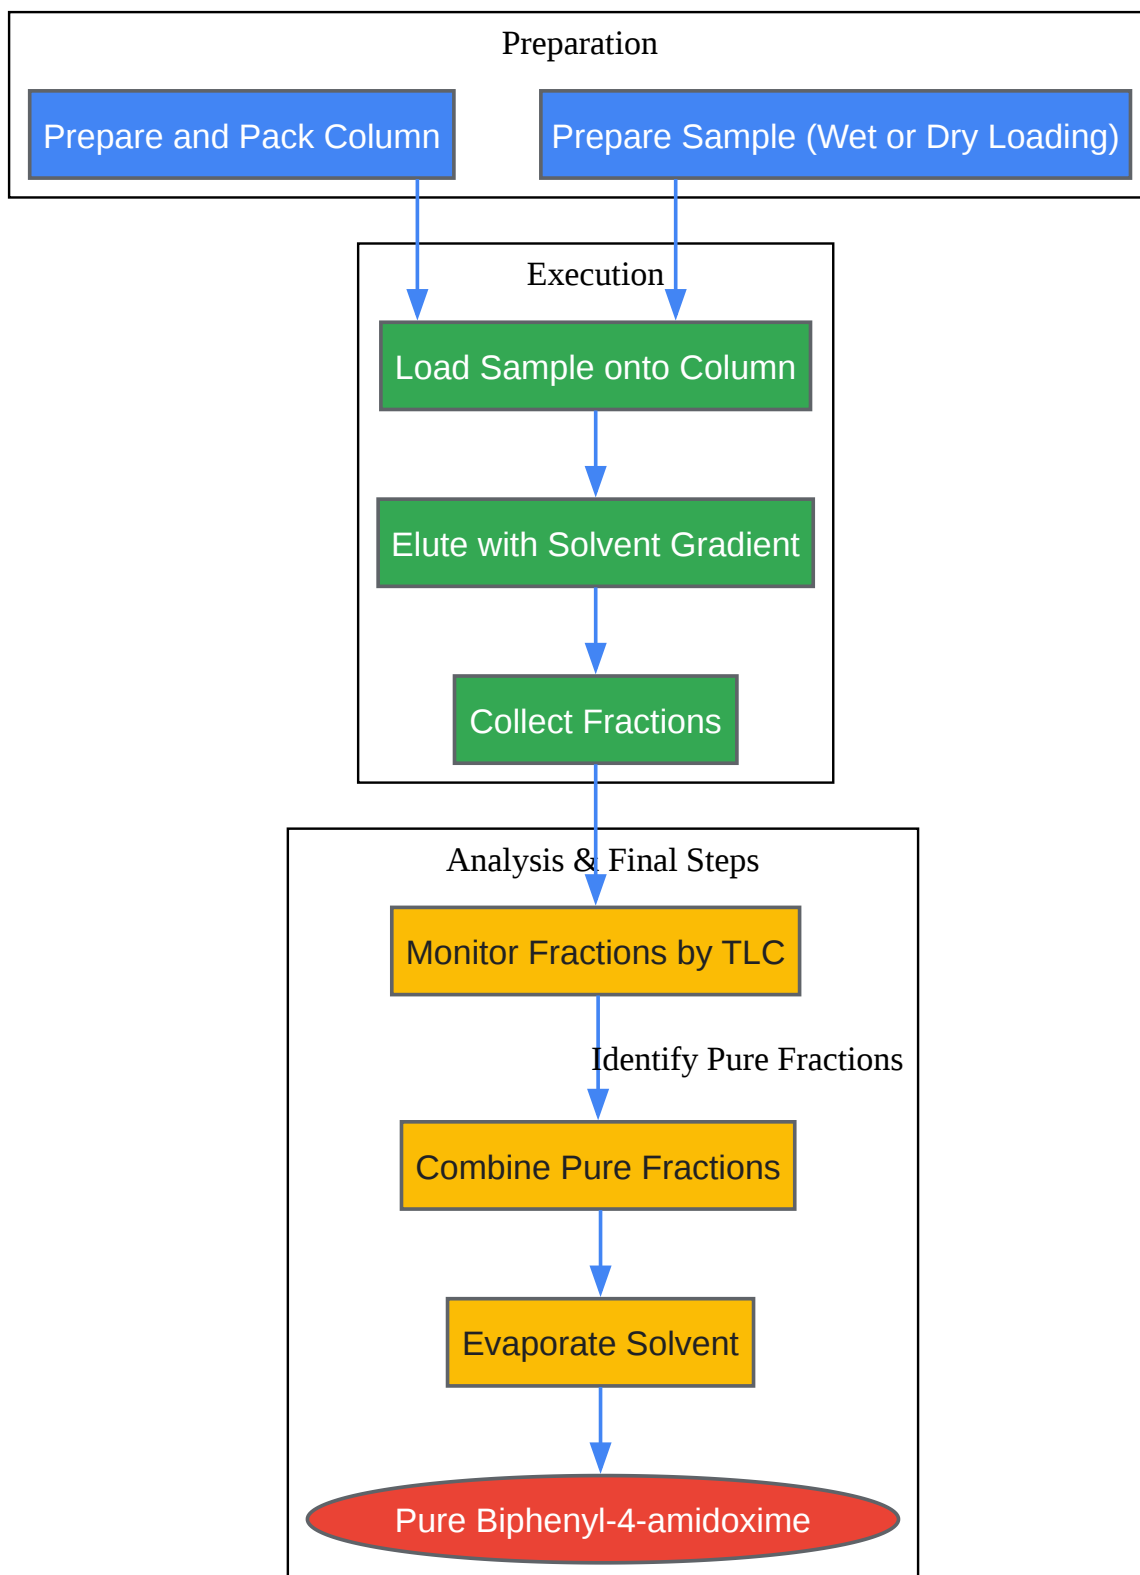 Preparation
Prepare and Pack Column
Prepare Sample (Wet or Dry Loading)
Execution
Load Sample onto Column
Elute with Solvent Gradient
Collect Fractions
Analysis & Final Steps
Monitor Fractions by TLC
Identify Pure Fractions
Combine Pure Fractions
Evaporate Solvent
Pure Biphenyl-4-amidoxime